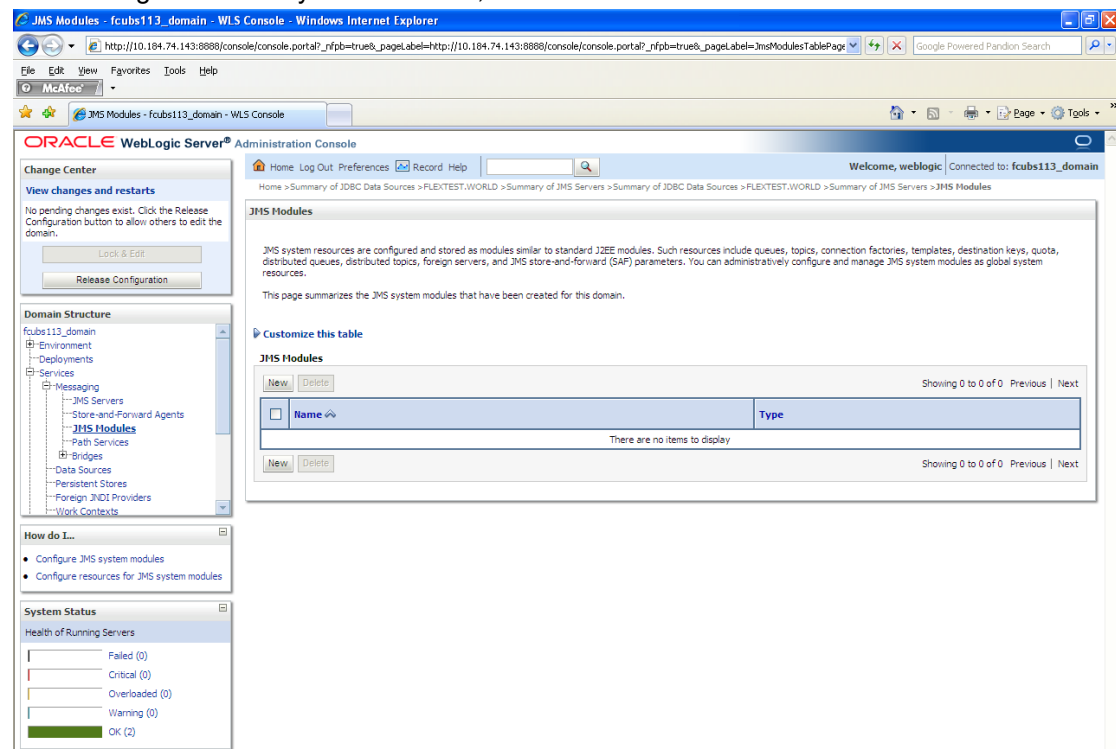 JMS Modules - fcubs113_domain - WLS Console - Windows Internet Explorer
http://10.184.74.143:8888/console/console.portal?_nfpb=true&_pageLabel=http://10.184.74.143:8888/console/console.portal?_nfpb=true&_pageLabel=JmsModulesTablePage
Google Powered Pandion Search
File Edit View Favorites Tools Help
McAfee
JMS Modules - fcubs113_domain - WLS Console
Page Tools »
ORACLE WebLogic Server® Administration Console
Change Center
View changes and restarts
No pending changes exist. Click the Release
Configuration button to allow others to edit the
domain.
Lock & Edit
Release Configuration
Domain Structure
fcubs113_domain
Environment
Deployments
Services
Messaging
JMS Servers
Store-and-Forward Agents
JMS Modules
Path Services
Bridges
Data Sources
Persistent Stores
Foreign JNDI Providers
Work Contexts
How do I...
Configure JMS system modules
Configure resources for JMS system modules
System Status
Health of Running Servers
Failed (0)
Critical (0)
Overloaded (0)
Warning (0)
OK (2)
Home Log Out Preferences Record Help
Welcome, weblogic Connected to: fcubs113_domain
Home >Summary of JDBC Data Sources >FLEXTEST.WORLD >Summary of JMS Servers >Summary of JDBC Data Sources >FLEXTEST.WORLD >Summary of JMS Servers >JMS Modules
JMS Modules
JMS system resources are configured and stored as modules similar to standard J2EE modules. Such resources include queues, topics, connection factories, templates, destination keys, quota,
distributed queues, distributed topics, foreign servers, and JMS store-and-forward (SAF) parameters. You can administratively configure and manage JMS system modules as global system
resources.
This page summarizes the JMS system modules that have been created for this domain.
Customize this table
JMS Modules
New Delete Showing 0 to 0 of 0 Previous | Next
Name Type
There are no items to display
New Delete Showing 0 to 0 of 0 Previous | Next